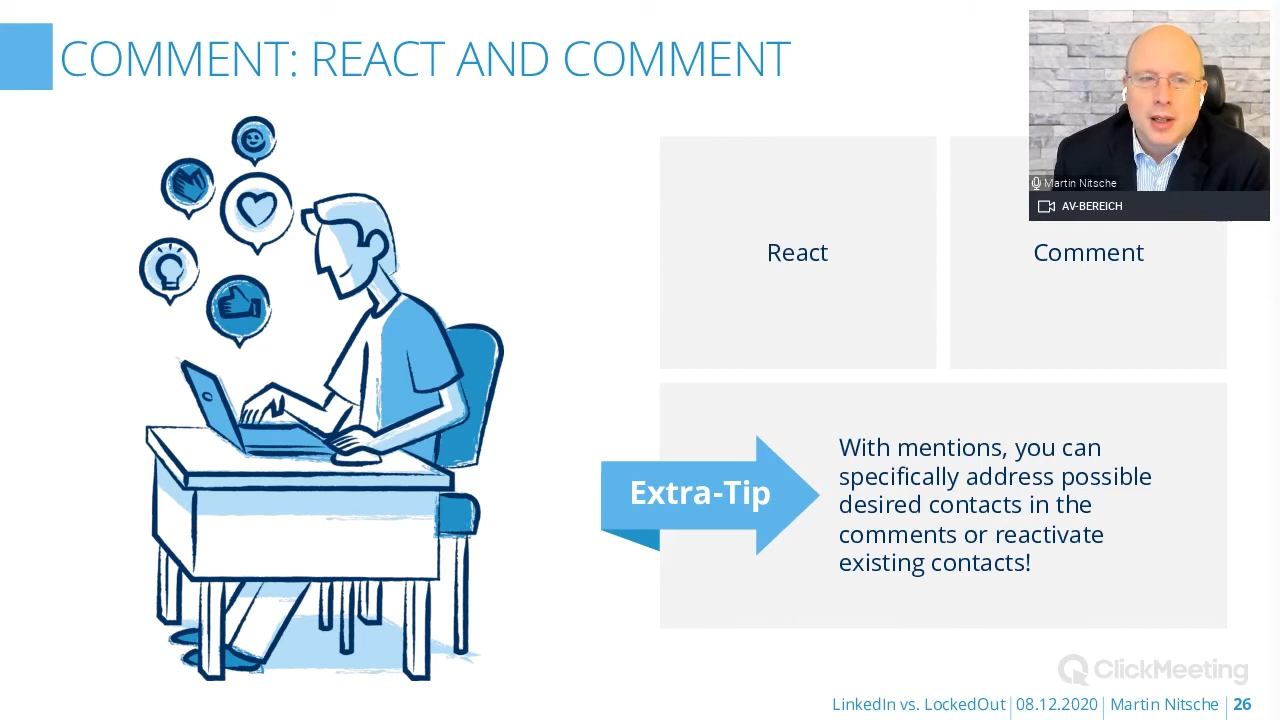 COMMENT: REACT AND COMMENT
Martin Nitsche
AV-BEREICH
React
Comment
Extra-Tip
With mentions, you can
specifically address possible
desired contacts in the
comments or reactivate
existing contacts!
ClickMeeting
LinkedIn vs. LockedOut | 08.12.2020 | Martin Nitsche | 26